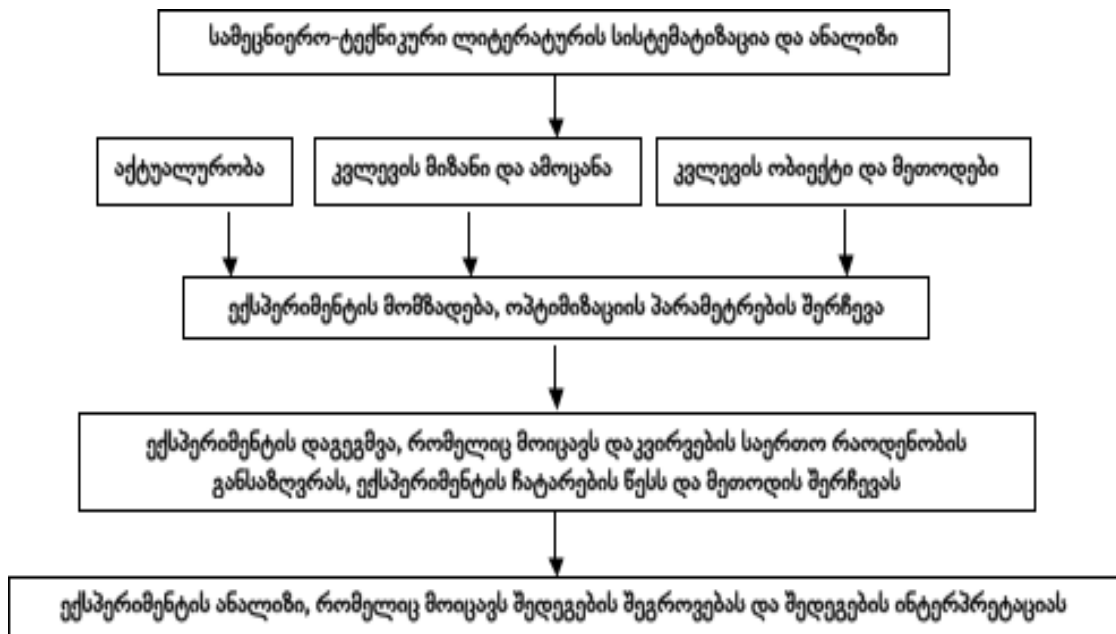 სამეცნიერო-ტექნიკური ლიტერატურის სისტემატიზაცია და ანალიზი
აქტუალურობა
კვლევის მიზანი და ამოცანა
კვლევის ობიექტი და მეთოდები
ექსპერიმენტის მომზადება, ოპტიმიზაციის პარამეტრების შერჩევა
ექსპერიმენტის დაგეგმვა, რომელიც მოიცავს დაკვირვების საერთო რაოდენობის
განსაზღვრას, ექსპერიმენტის ჩატარების წესს და მეთოდის შერჩევას
ექსპერიმენტის ანალიზი, რომელიც მოიცავს შედეგების შეგროვებას და შედეგების ინტერპრეტაციას